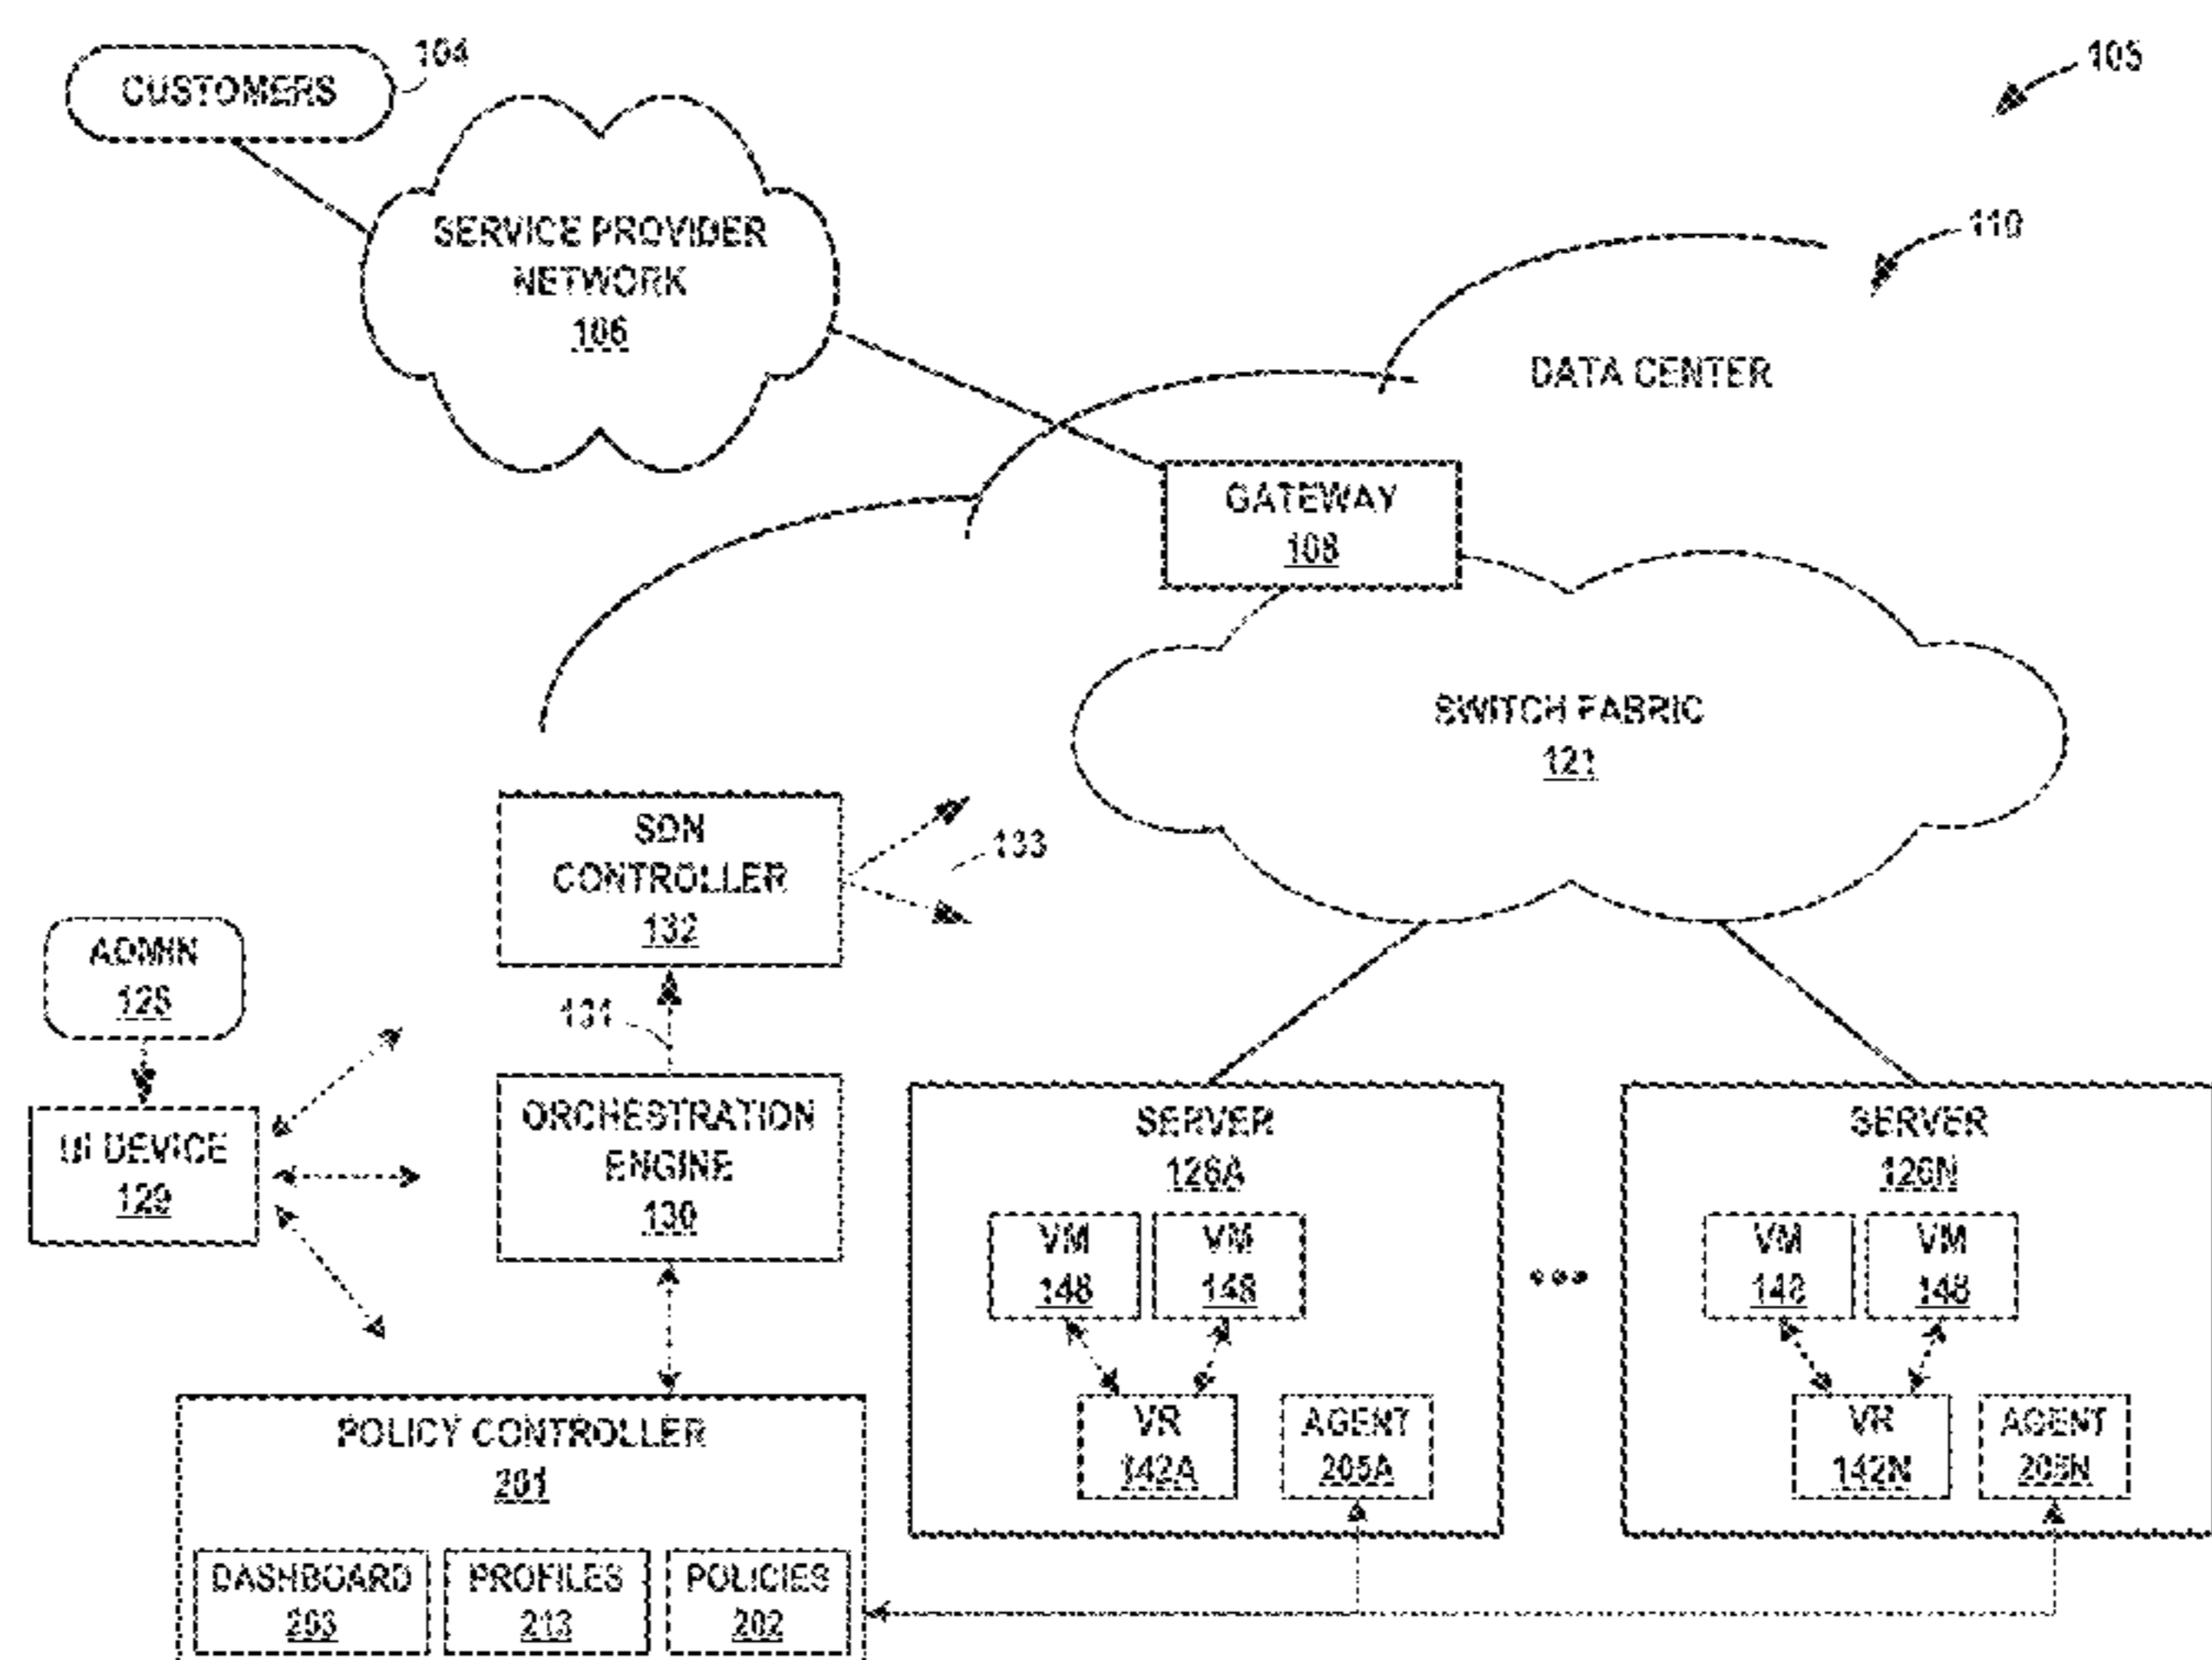 CUSTOMERS
104
105
SERVICE PROVIDER
NETWORK
106
110
DATA CENTER
GATEWAY
108
SWITCH FABRIC
121
SDN
CONTROLLER
132
133
ADMIN
128
131
UI DEVICE
129
ORCHESTRATION
ENGINE
130
SERVER
126A
VM
148
VM
148
VR
142A
AGENT
205A
SERVER
126N
VM
148
VM
148
VR
142N
AGENT
205N
POLICY CONTROLLER
201
DASHBOARD
203
PROFILES
213
POLICIES
202